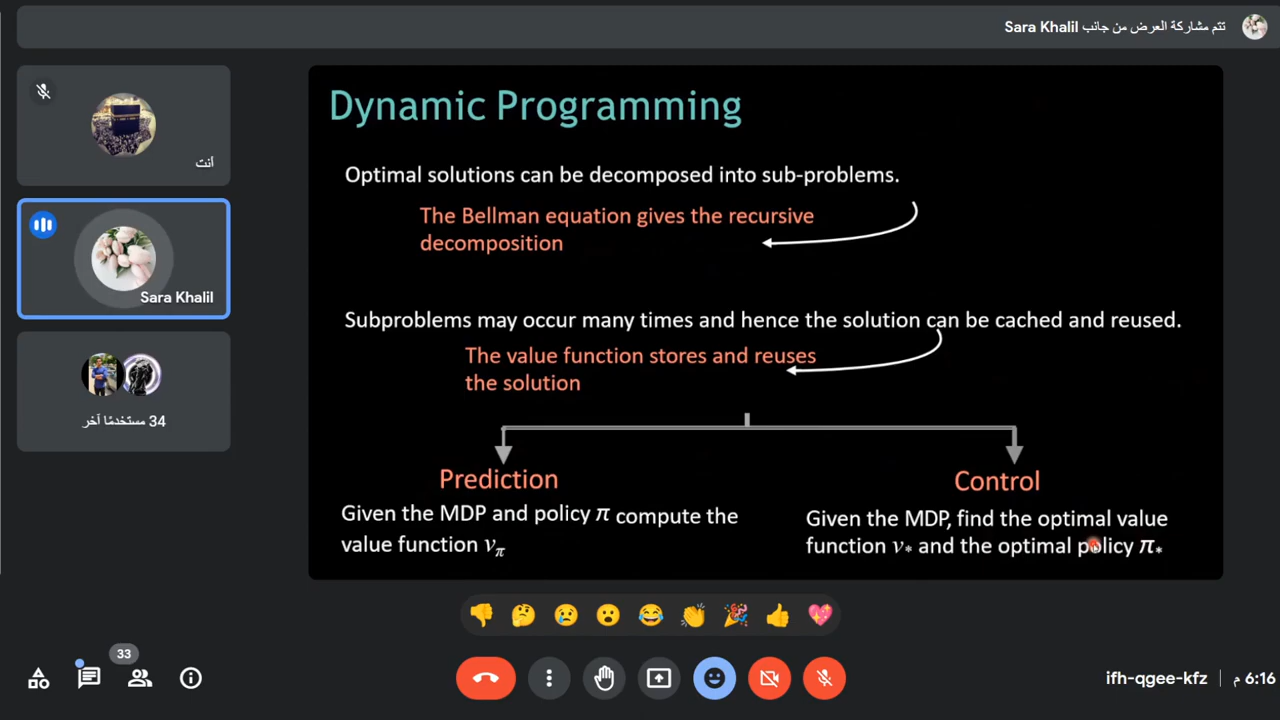 تتم مشاركة العرض من جانب Sara Khalil
أنت
Sara Khalil
34 مستخدمًا آخر
Dynamic Programming
Optimal solutions can be decomposed into sub-problems.
The Bellman equation gives the recursive
decomposition
Subproblems may occur many times and hence the solution can be cached and reused.
The value function stores and reuses
the solution
Prediction
Given the MDP and policy π compute the
value function vπ
Control
Given the MDP, find the optimal value
function v* and the optimal policy π*
33
ifh-qgee-kfz
6:16 م